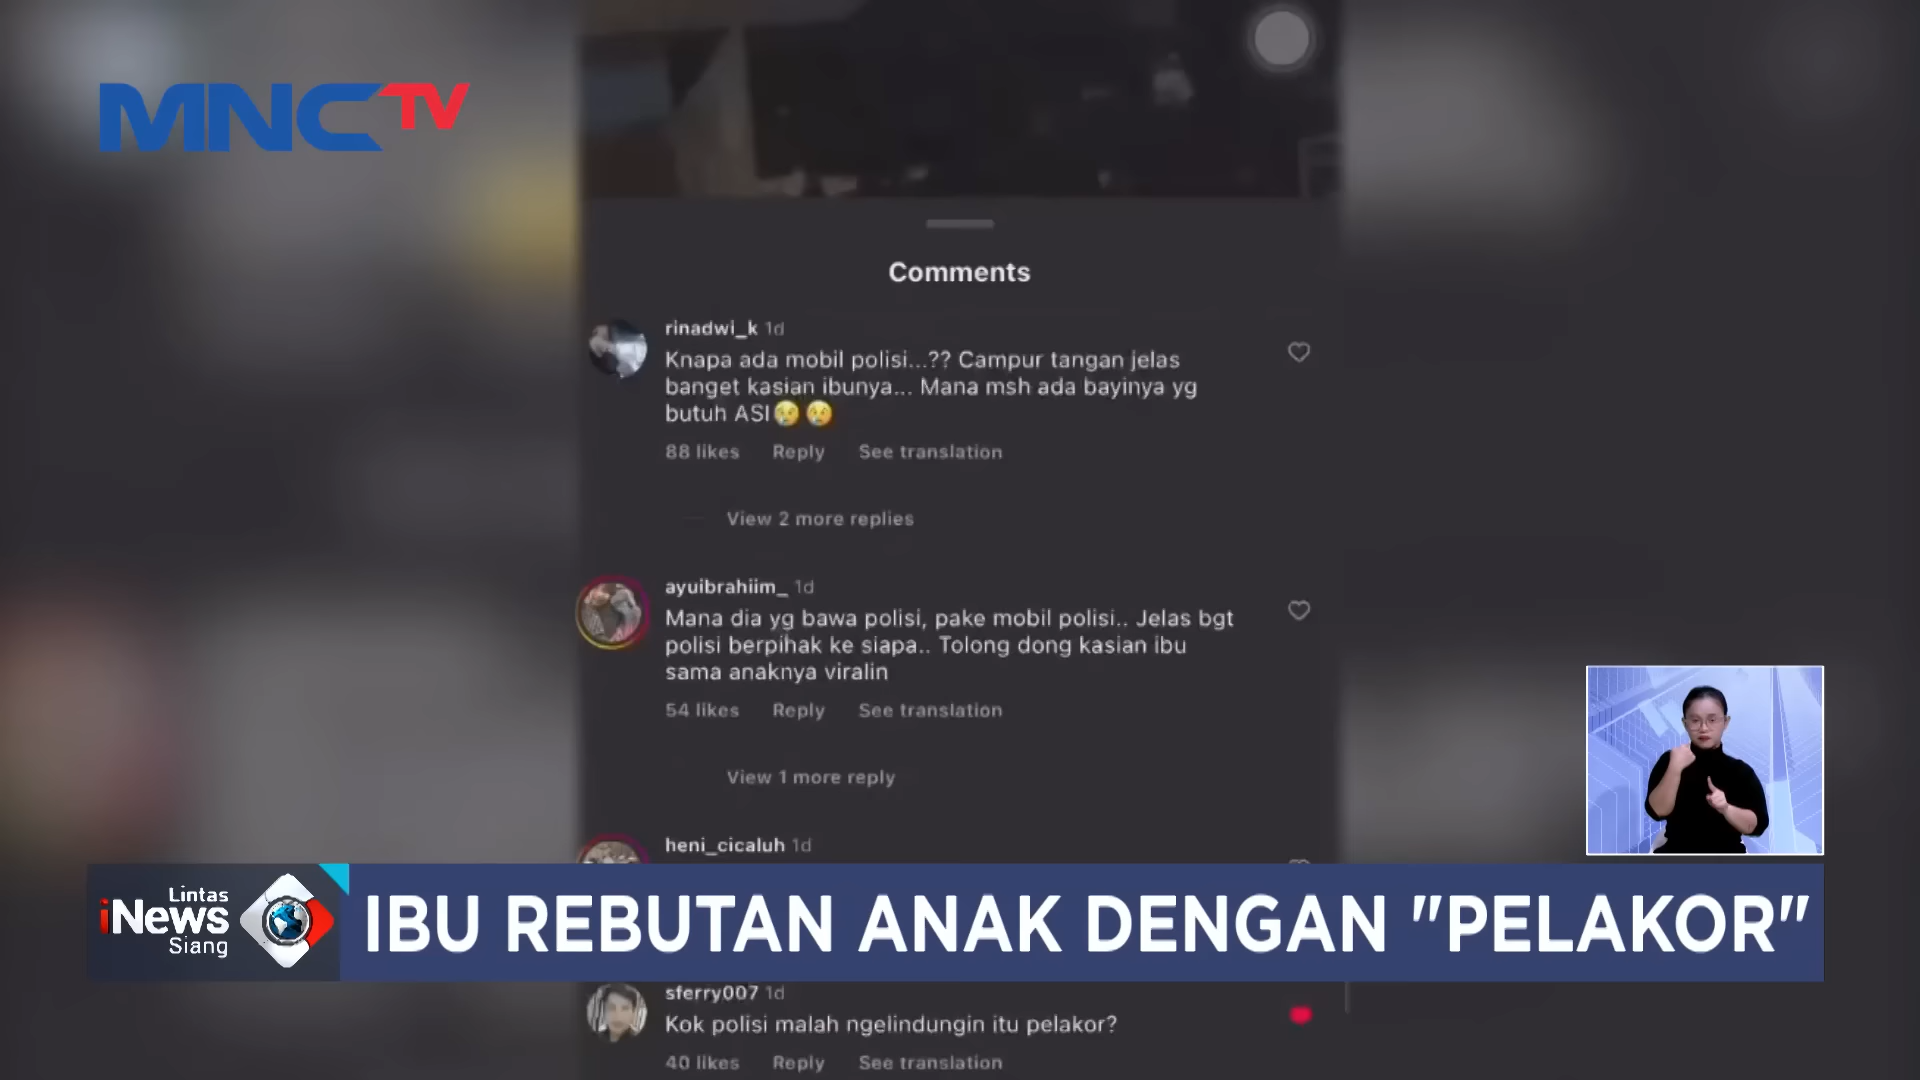 MNCTV
Comments
rinadwi_k 1d
Knapa ada mobil polisi...?? Campur tangan jelas
banget kasian ibunya... Mana msh ada bayinya yg
butuh ASI😢😢
88 likes Reply See translation
View 2 more replies
ayuibrahiim_ 1d
Mana dia yg bawa polisi, pake mobil polisi.. Jelas bgt
polisi berpihak ke siapa.. Tolong dong kasian ibu
sama anaknya viralin
54 likes Reply See translation
View 1 more reply
heni_cicaluh 1d
Lintas
iNews
Siang
IBU REBUTAN ANAK DENGAN "PELAKOR"
sferry007 1d
Kok polisi malah ngelindungin itu pelakor?
40 likes Reply See translation